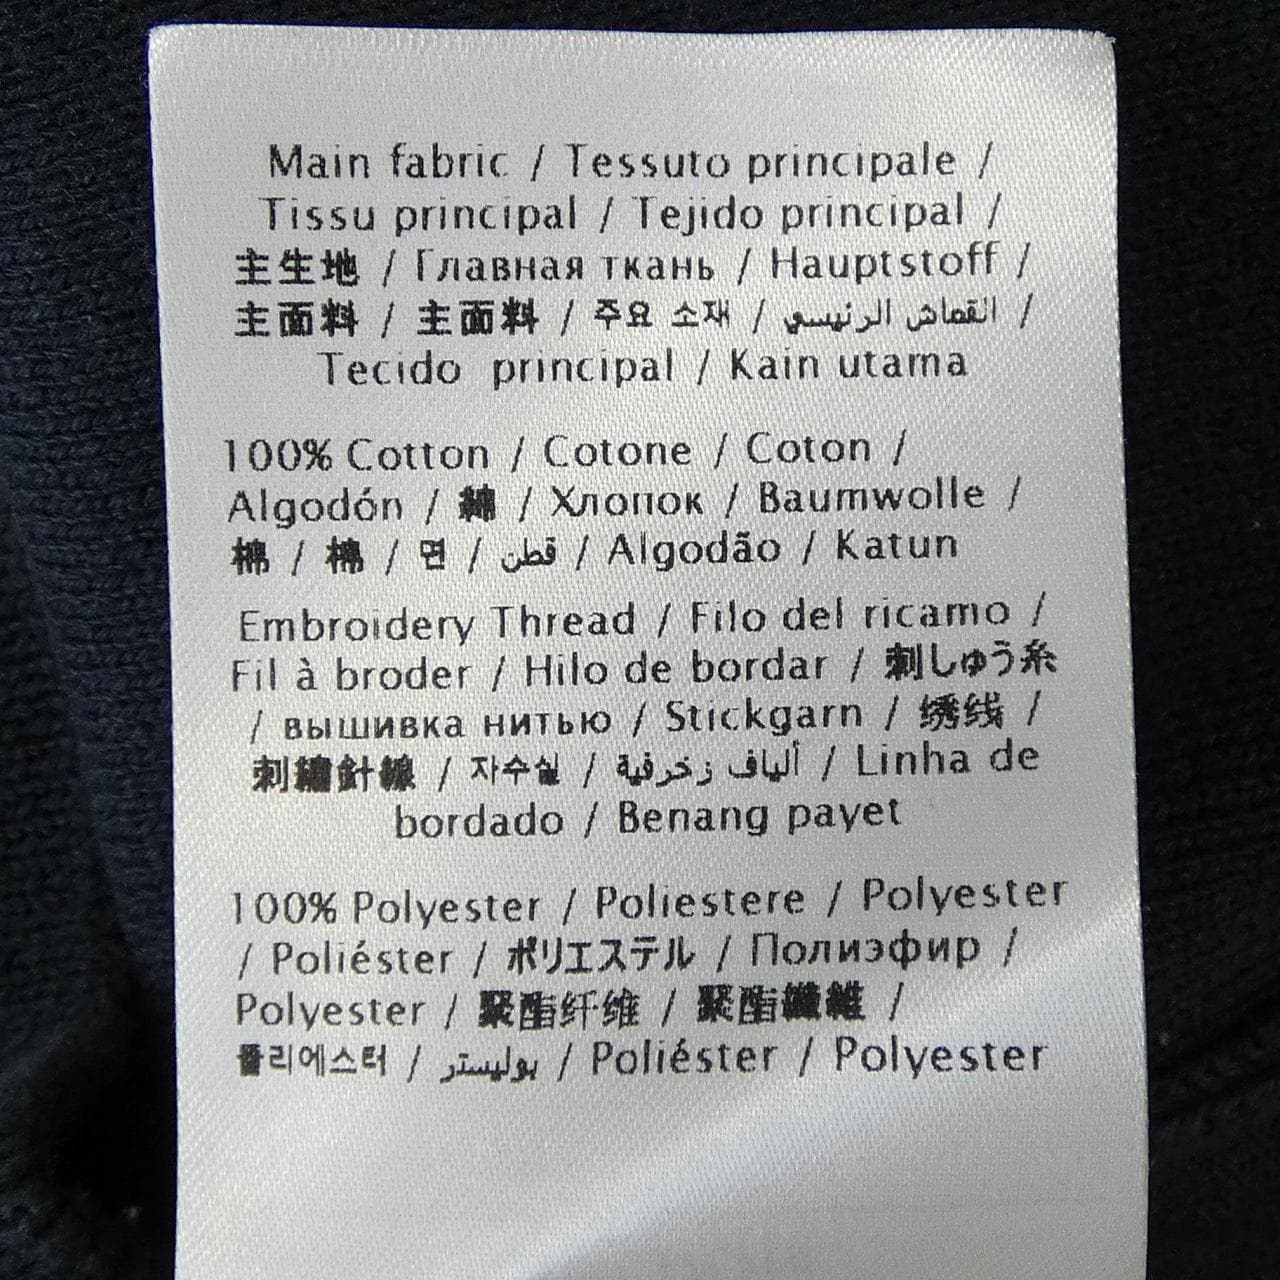 Main fabric / Tessuto principale /
Tissu principal / Tejido principal /
主生地 / Главная ткань / Hauptstoff /
主面料 / 主面料 / 주요 소재 / القماش الرئيسي /
Tecido principal / Kain utama
100% Cotton / Cotone / Coton /
Algodón / 綿 / Хлопок / Baumwolle /
棉 / 棉 / 면 / قطن / Algodão / Katun
Embroidery Thread / Filo del ricamo /
Fil à broder / Hilo de bordar / 刺しゅう糸
/ вышивка нитью / Stickgarn / 绣线 /
刺繡針線 / 자수실 / ألياف زخرفية / Linha de
bordado / Benang payet
100% Polyester / Poliestere / Polyester
/ Poliéster / ポリエステル / Полиэфир /
Polyester / 聚酯纤维 / 聚酯纖維 /
폴리에스터 / بوليستر / Poliéster / Polyester